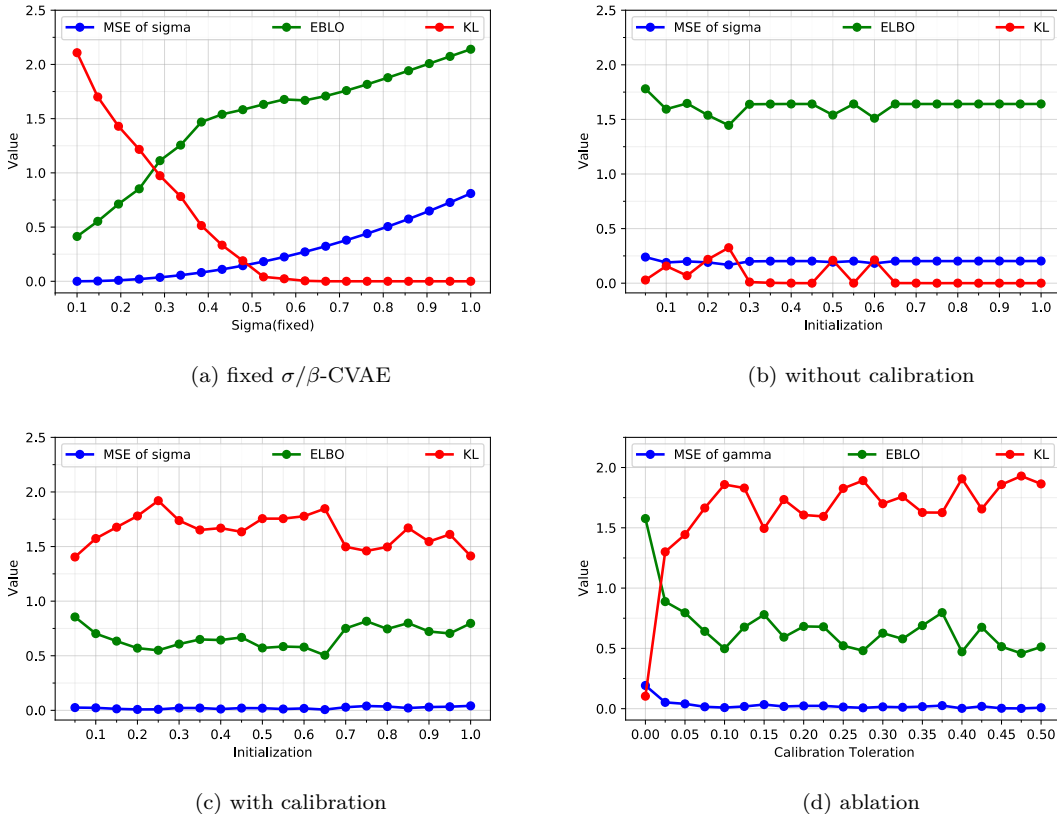 MSE of sigma EBLO KL
2.5
2.0
1.5
1.0
0.5
0.0
Value
0.1 0.2 0.3 0.4 0.5 0.6 0.7 0.8 0.9 1.0
Sigma(fixed)
(a) fixed σ/β-CVAE
MSE of sigma ELBO KL
2.5
2.0
1.5
1.0
0.5
0.0
Value
0.1 0.2 0.3 0.4 0.5 0.6 0.7 0.8 0.9 1.0
Initialization
(b) without calibration
MSE of sigma ELBO KL
2.5
2.0
1.5
1.0
0.5
0.0
Value
0.1 0.2 0.3 0.4 0.5 0.6 0.7 0.8 0.9 1.0
Initialization
(c) with calibration
MSE of gamma EBLO KL
2.0
1.5
1.0
0.5
0.0
Value
0.00 0.05 0.10 0.15 0.20 0.25 0.30 0.35 0.40 0.45 0.50
Calibration Toleration
(d) ablation